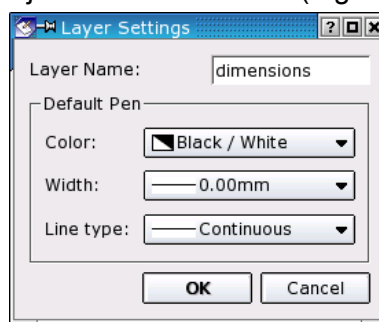 Layer Settings
Layer Name: dimensions
Default Pen
Color: Black / White
Width: 0.00mm
Line type: Continuous
OK Cancel